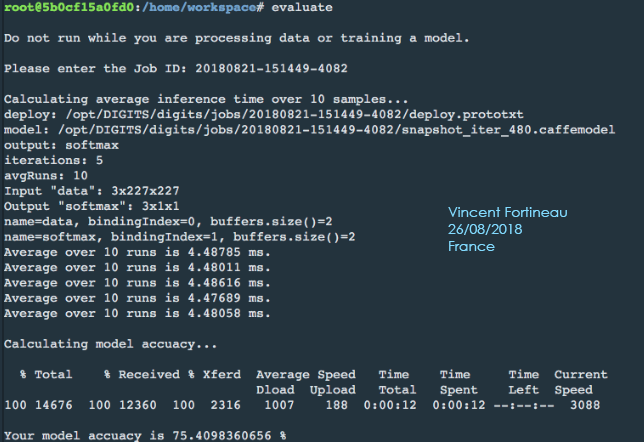 root@5b0cf15a0fd0:/home/workspace# evaluate
Do not run while you are processing data or training a model.
Please enter the Job ID: 20180821-151449-4082
Calculating average inference time over 10 samples...
deploy: /opt/DIGITS/digits/jobs/20180821-151449-4082/deploy.prototxt
model: /opt/DIGITS/digits/jobs/20180821-151449-4082/snapshot_iter_480.caffemodel
output: softmax
iterations: 5
avgRuns: 10
Input "data": 3x227x227
Output "softmax": 3x1x1
name=data, bindingIndex=0, buffers.size()=2
name=softmax, bindingIndex=1, buffers.size()=2
Average over 10 runs is 4.48785 ms.
Average over 10 runs is 4.48011 ms.
Average over 10 runs is 4.48616 ms.
Average over 10 runs is 4.47689 ms.
Average over 10 runs is 4.48058 ms.
Vincent Fortineau
26/08/2018
France
Calculating model accuacy...
% Total % Received % Xferd Average Speed Time Time Time Current
Dload Upload Total Spent Left Speed
100 14676 100 12360 100 2316 1007 188 0:00:12 0:00:12 --:--:-- 3088
Your model accuacy is 75.4098360656 %